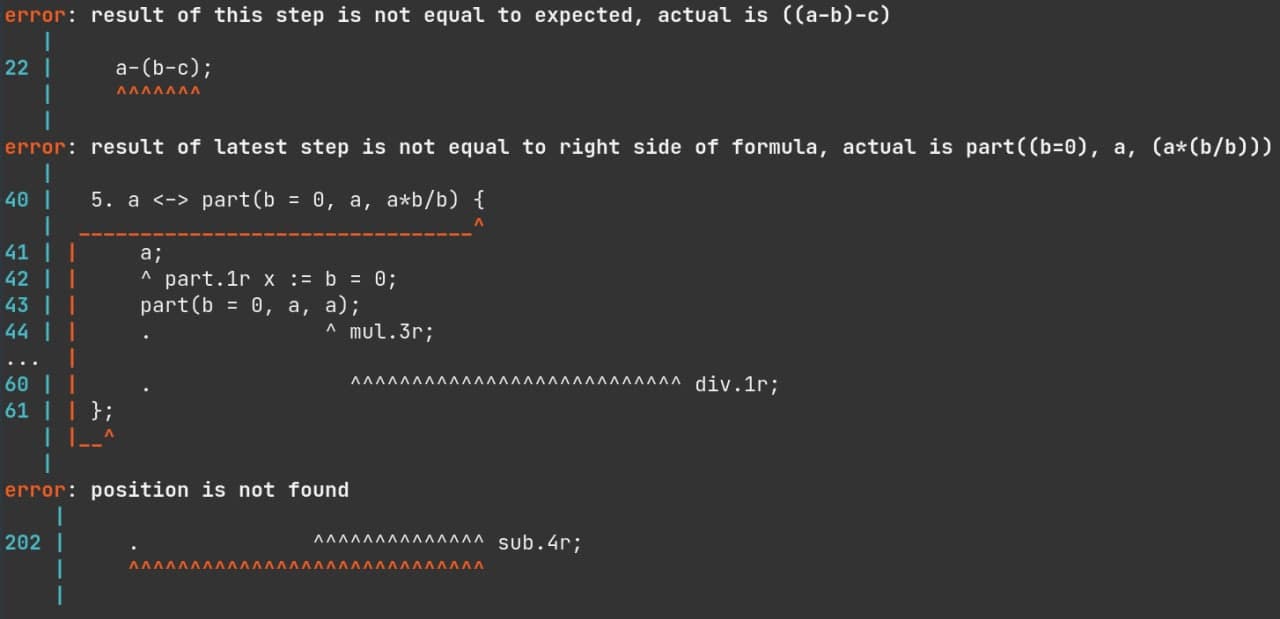 error: result of this step is not equal to expected, actual is ((a-b)-c)
   |
22 |     a-(b-c);
   |     ^^^^^^^
   |
error: result of latest step is not equal to right side of formula, actual is part((b=0), a, (a*(b/b)))
   |
40 |   5. a <-> part(b = 0, a, a*b/b) {
   |  ________________________________^
41 | |     a;
42 | |     ^ part.1r x := b = 0;
43 | |     part(b = 0, a, a);
44 | |     .              ^ mul.3r;
...  |
60 | |     .                ^^^^^^^^^^^^^^^^^^^^^^^^^^^ div.1r;
61 | | };
   | |__^
   |
error: position is not found
    |
202 |     .              ^^^^^^^^^^^^^^ sub.4r;
    |     ^^^^^^^^^^^^^^^^^^^^^^^^^^^^^
    |